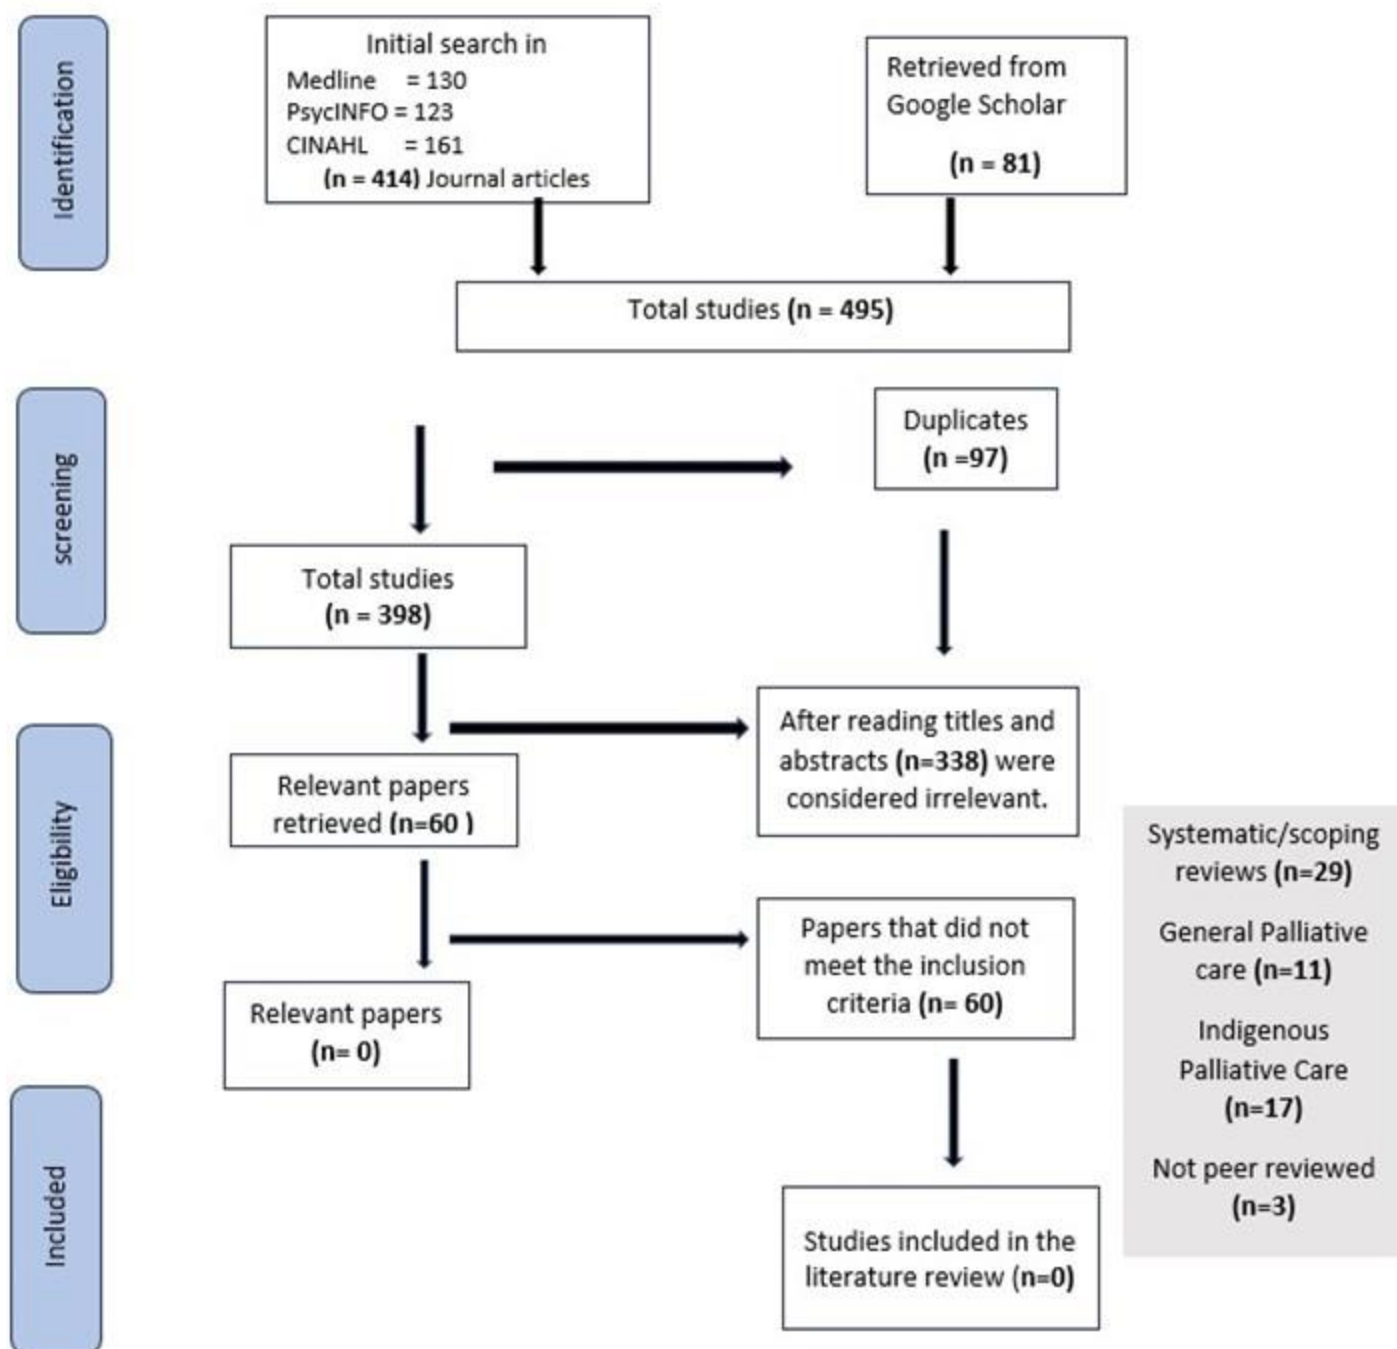 Identification
Initial search in
Medline = 130
PsycINFO = 123
CINAHL = 161
(n = 414) Journal articles
Retrieved from
Google Scholar
(n = 81)
Total studies (n = 495)
screening
Duplicates
(n =97)
Total studies
(n = 398)
Eligibility
Relevant papers
retrieved (n=60 )
After reading titles and
abstracts (n=338) were
considered irrelevant.
Papers that did not
meet the inclusion
criteria (n= 60)
Relevant papers
(n= 0)
Systematic/scoping
reviews (n=29)
General Palliative
care (n=11)
Indigenous
Palliative Care
(n=17)
Not peer reviewed
(n=3)
Included
Studies included in the
literature review (n=0)